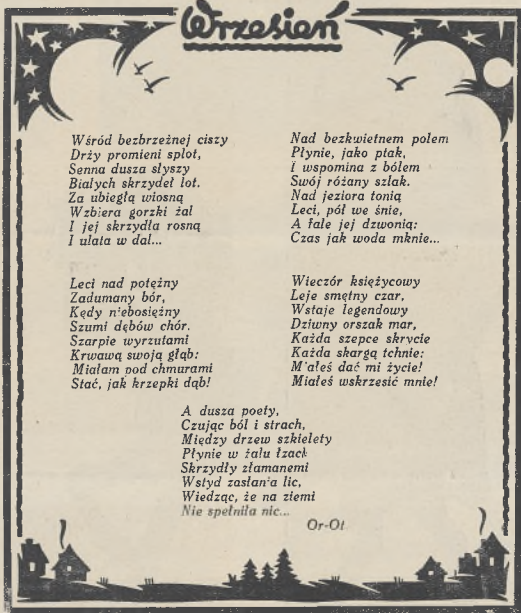 Wrzesień
Wśród bezbrzeżnej ciszy
Drży promieni splot,
Senna dusza słyszy
Białych skrzydeł lot.
Za ubiegłą wiosną
Wzbiera gorzki żal
I jej skrzydła rosną
I ulata w dal...
Leci nad potężny
Zadumany bór,
Kędy n'ebosiężny
Szumi dębów chór.
Szarpie wyrzutami
Krwawą swoją głąb:
Miałam pod chmurami
Stać, jak krzepki dąb!
Nad bezkwietnem polem
Płynie, jako ptak,
I wspomina z bólem
Swój różany szlak.
Nad jeziora tonią
Leci, pół we śnie,
A fale jej dzwonią:
Czas jak woda mknie...
Wieczór księżycowy
Leje smętny czar,
Wstaje legendowy
Dziwny orszak mar,
Każda szepce skrycie
Każda skargą tchnie:
M'ałeś dać mi życie!
Miałeś wskrzesić mnie!
A dusza poety,
Czując ból i strach,
Między drzew szkielety
Płynie w żalu łzach
Skrzydły złamanemi
Wstyd zasłan'a lic,
Wiedząc, że na ziemi
Nie spełniła nic...
Or-Ot